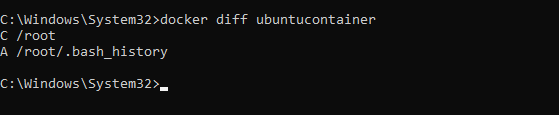 C:\Windows\System32>docker diff ubuntucontainer
C /root
A /root/.bash_history
C:\Windows\System32>